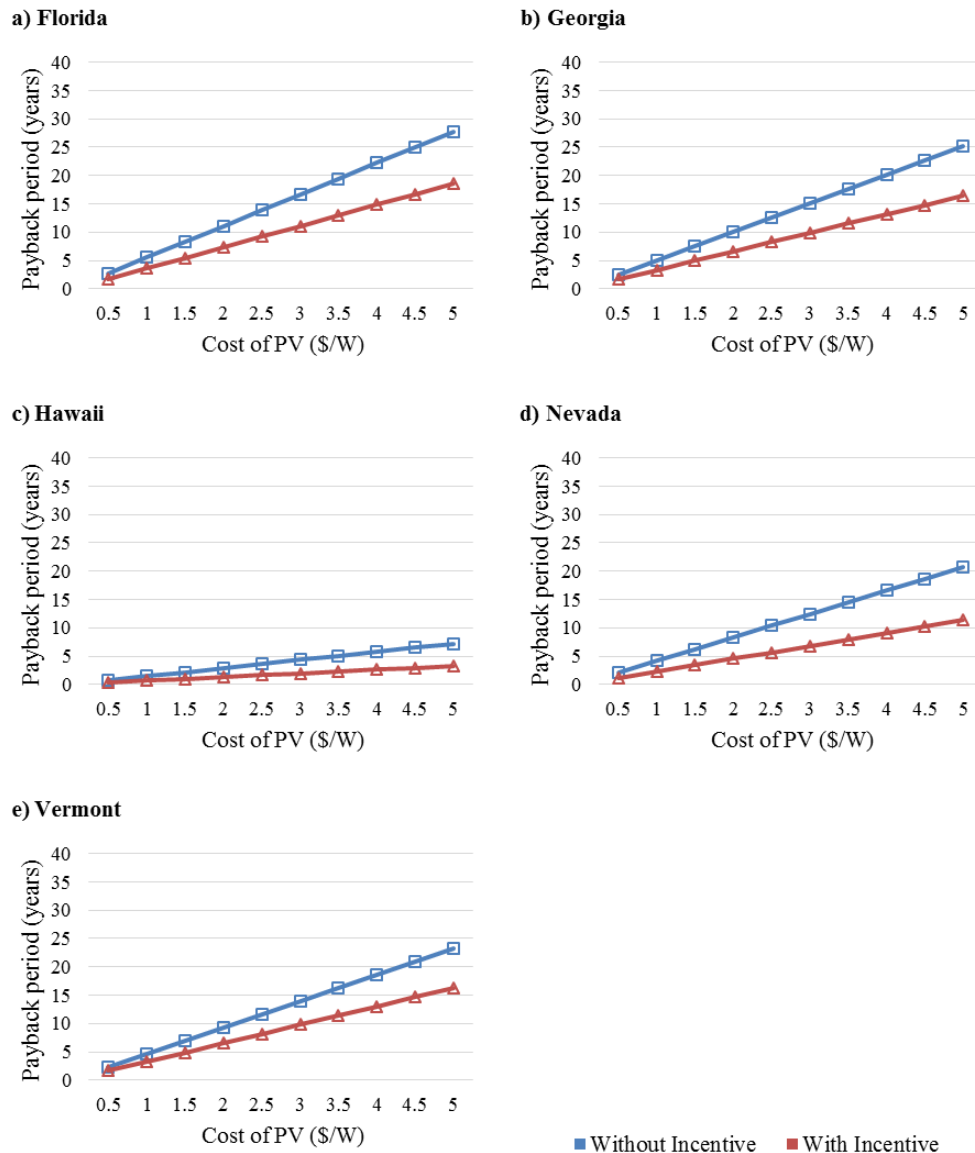 a) Florida
Payback period (years)
40
35
30
25
20
15
10
5
0
0.5 1 1.5 2 2.5 3 3.5 4 4.5 5
Cost of PV ($/W)
b) Georgia
Payback period (years)
40
35
30
25
20
15
10
5
0
0.5 1 1.5 2 2.5 3 3.5 4 4.5 5
Cost of PV ($/W)
c) Hawaii
Payback period (years)
40
35
30
25
20
15
10
5
0
0.5 1 1.5 2 2.5 3 3.5 4 4.5 5
Cost of PV ($/W)
d) Nevada
Payback period (years)
40
35
30
25
20
15
10
5
0
0.5 1 1.5 2 2.5 3 3.5 4 4.5 5
Cost of PV ($/W)
e) Vermont
Payback period (years)
40
35
30
25
20
15
10
5
0
0.5 1 1.5 2 2.5 3 3.5 4 4.5 5
Cost of PV ($/W)
Without Incentive With Incentive